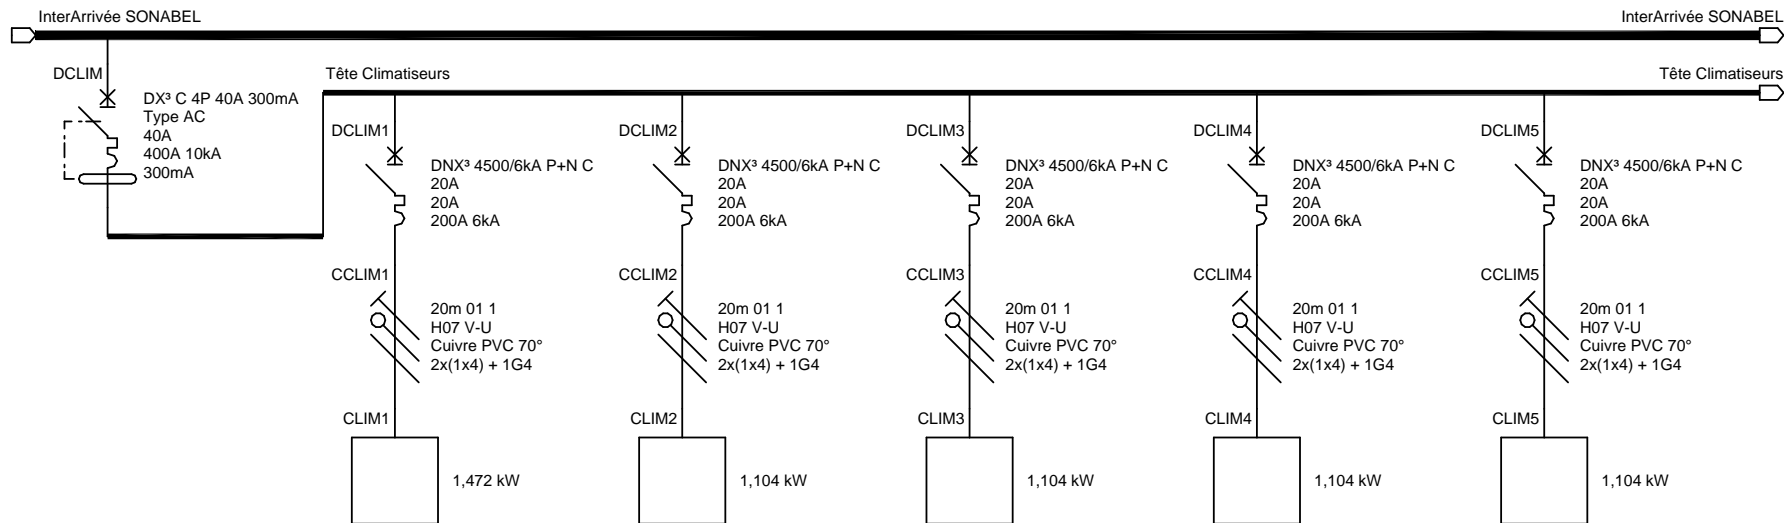 InterArrivée SONABEL
InterArrivée SONABEL
DCLIM
DX³ C 4P 40A 300mA
Type AC
40A
400A 10kA
300mA
Tête Climatiseurs
Tête Climatiseurs
DCLIM1
DNX³ 4500/6kA P+N C
20A
20A
200A 6kA
CCLIM1
20m 01 1
H07 V-U
Cuivre PVC 70°
2x(1x4) + 1G4
CLIM1
1,472 kW
DCLIM2
DNX³ 4500/6kA P+N C
20A
20A
200A 6kA
CCLIM2
20m 01 1
H07 V-U
Cuivre PVC 70°
2x(1x4) + 1G4
CLIM2
1,104 kW
DCLIM3
DNX³ 4500/6kA P+N C
20A
20A
200A 6kA
CCLIM3
20m 01 1
H07 V-U
Cuivre PVC 70°
2x(1x4) + 1G4
CLIM3
1,104 kW
DCLIM4
DNX³ 4500/6kA P+N C
20A
20A
200A 6kA
CCLIM4
20m 01 1
H07 V-U
Cuivre PVC 70°
2x(1x4) + 1G4
CLIM4
1,104 kW
DCLIM5
DNX³ 4500/6kA P+N C
20A
20A
200A 6kA
CCLIM5
20m 01 1
H07 V-U
Cuivre PVC 70°
2x(1x4) + 1G4
CLIM5
1,104 kW